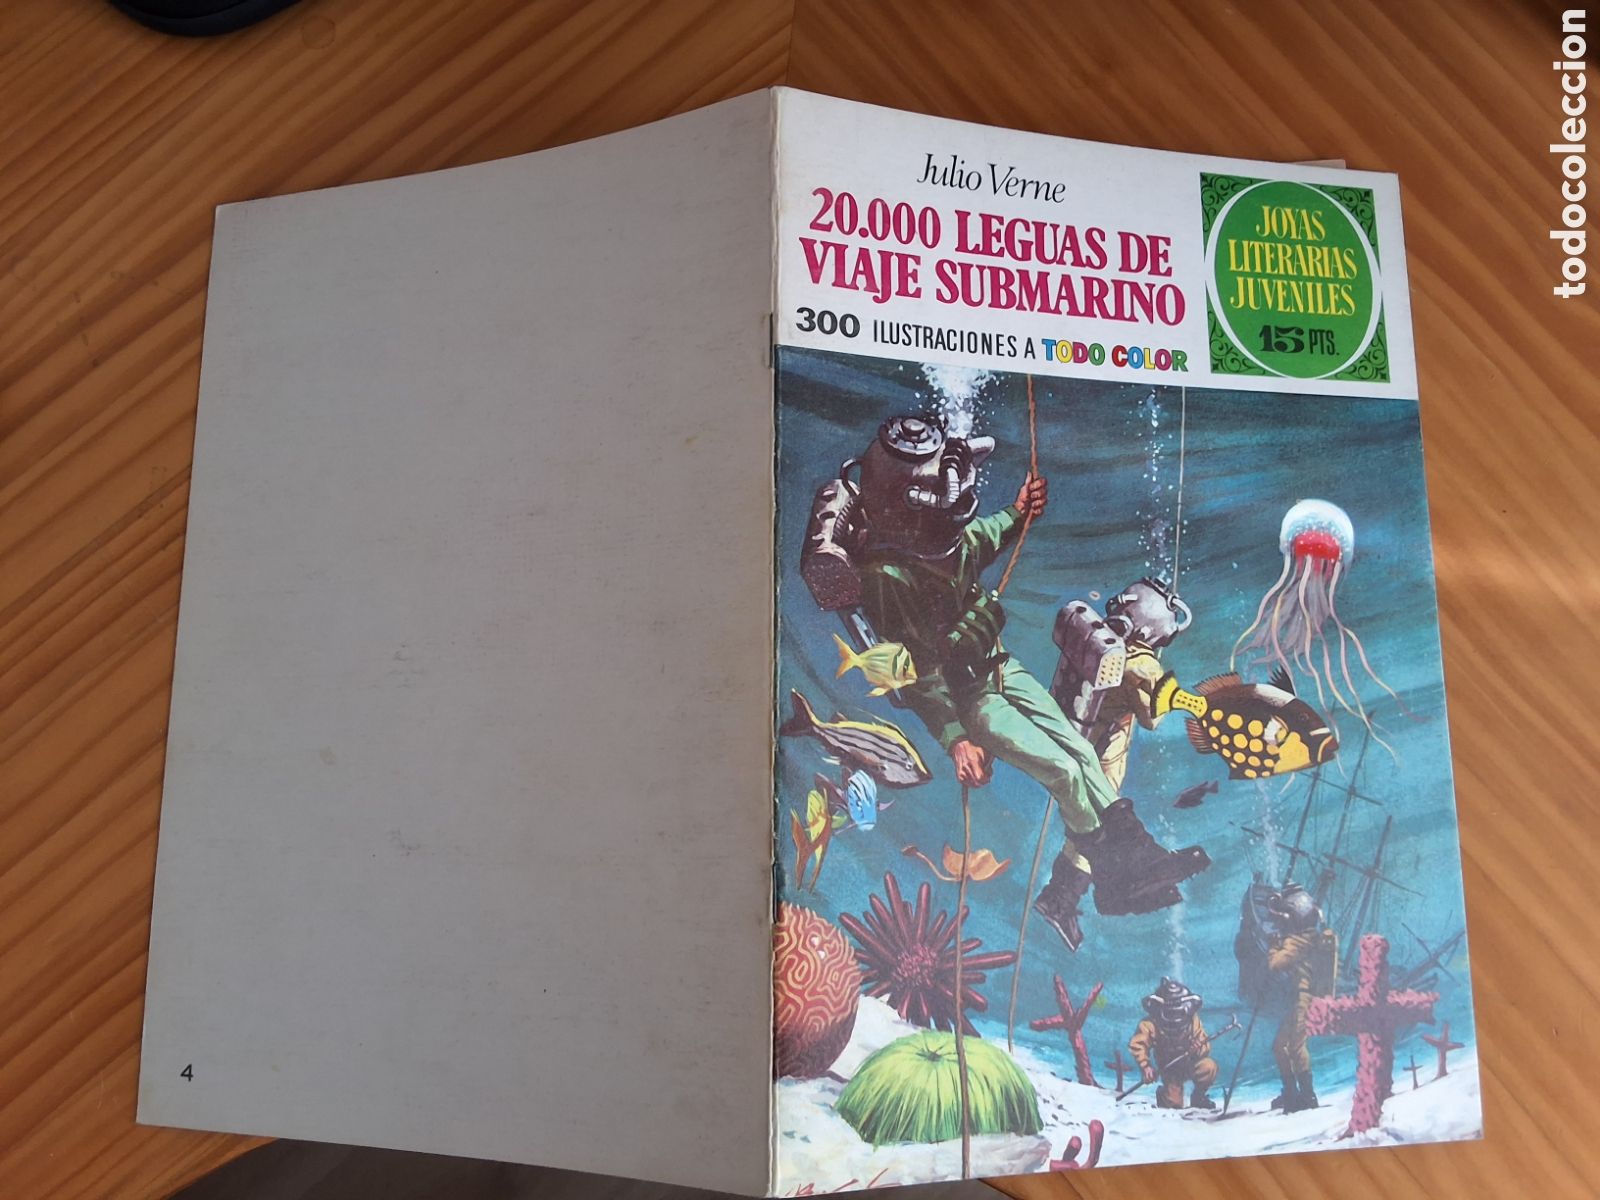 Julio Verne
20.000 LEGUAS DE
VIAJE SUBMARINO
300 ILUSTRACIONES A TODO COLOR
JOYAS
LITERARIAS
JUVENILES
15 PTS.
4
todocoleccion